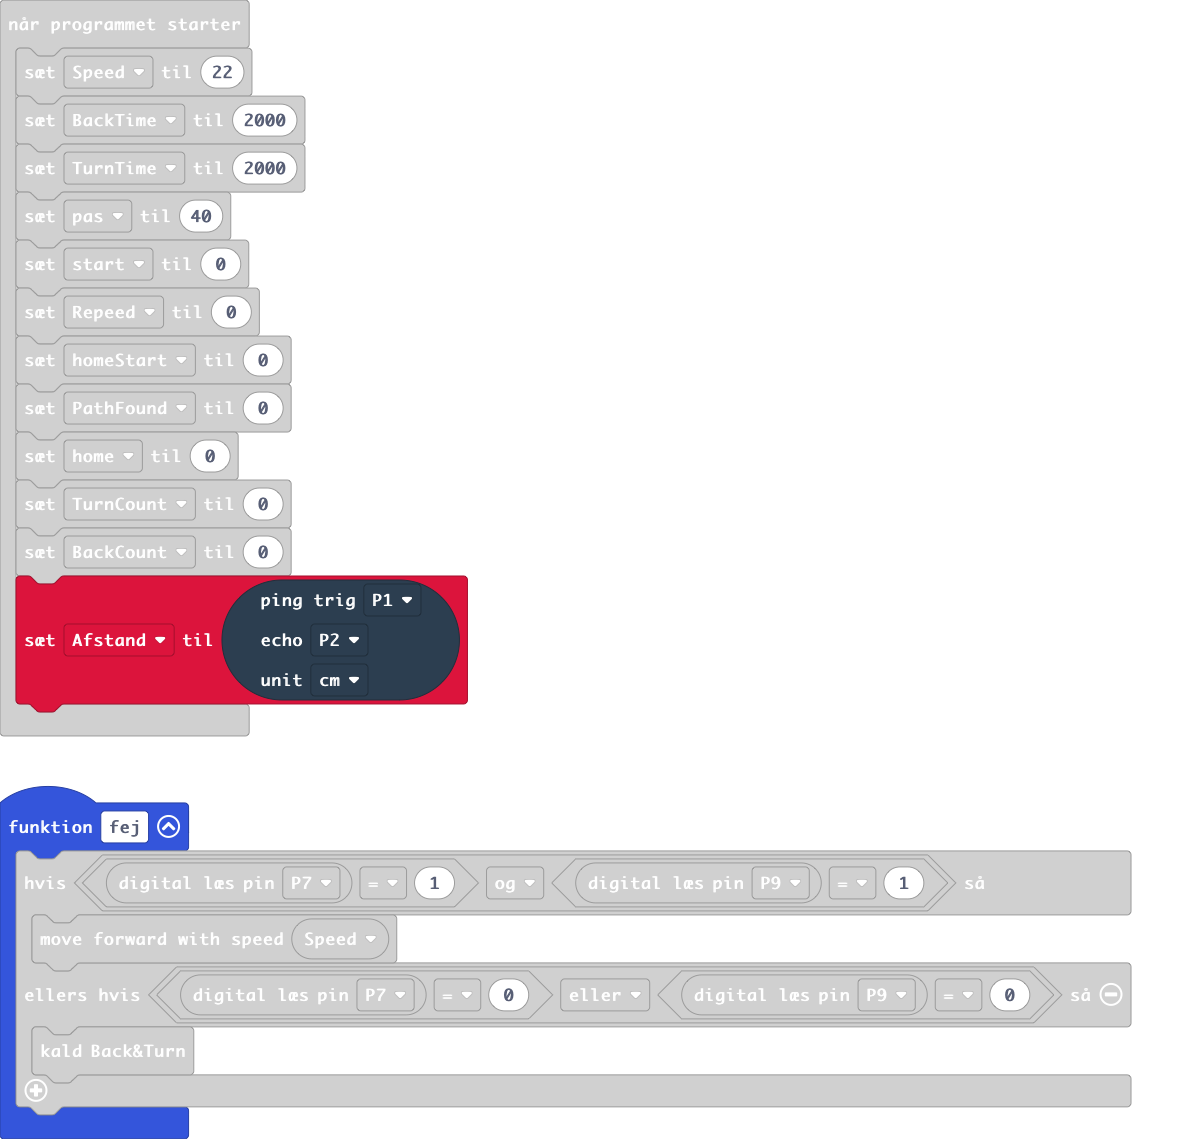 når programmet starter
sæt Speed til 22
sæt BackTime til 2000
sæt TurnTime til 2000
sæt pas til 40
sæt start til 0
sæt Repeed til 0
sæt homeStart til 0
sæt PathFound til 0
sæt home til 0
sæt TurnCount til 0
sæt BackCount til 0
ping trig P1
sæt Afstand til echo P2
unit cm
funktion fej
hvis digital læs pin P7 = 1 og digital læs pin P9 = 1 så
move forward with speed Speed
ellers hvis digital læs pin P7 = 0 eller digital læs pin P9 = 0 så
kald Back&Turn